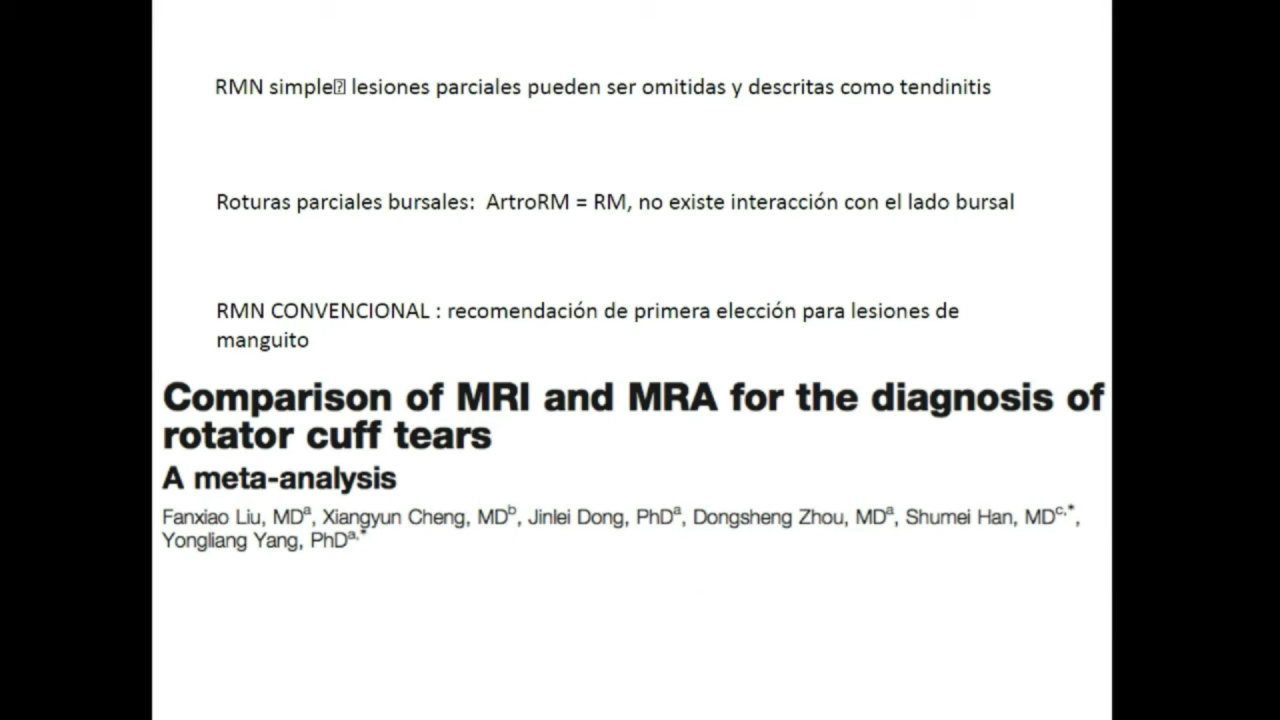 RMN simple⍰ lesiones parciales pueden ser omitidas y descritas como tendinitis
Roturas parciales bursales: ArtroRM = RM, no existe interacción con el lado bursal
RMN CONVENCIONAL : recomendación de primera elección para lesiones de
manguito
Comparison of MRI and MRA for the diagnosis of
rotator cuff tears
A meta-analysis
Fanxiao Liu, MDᵃ, Xiangyun Cheng, MDᵇ, Jinlei Dong, PhDᵃ, Dongsheng Zhou, MDᵃ, Shumei Han, MDᶜ,*,
Yongliang Yang, PhDᵃ,*